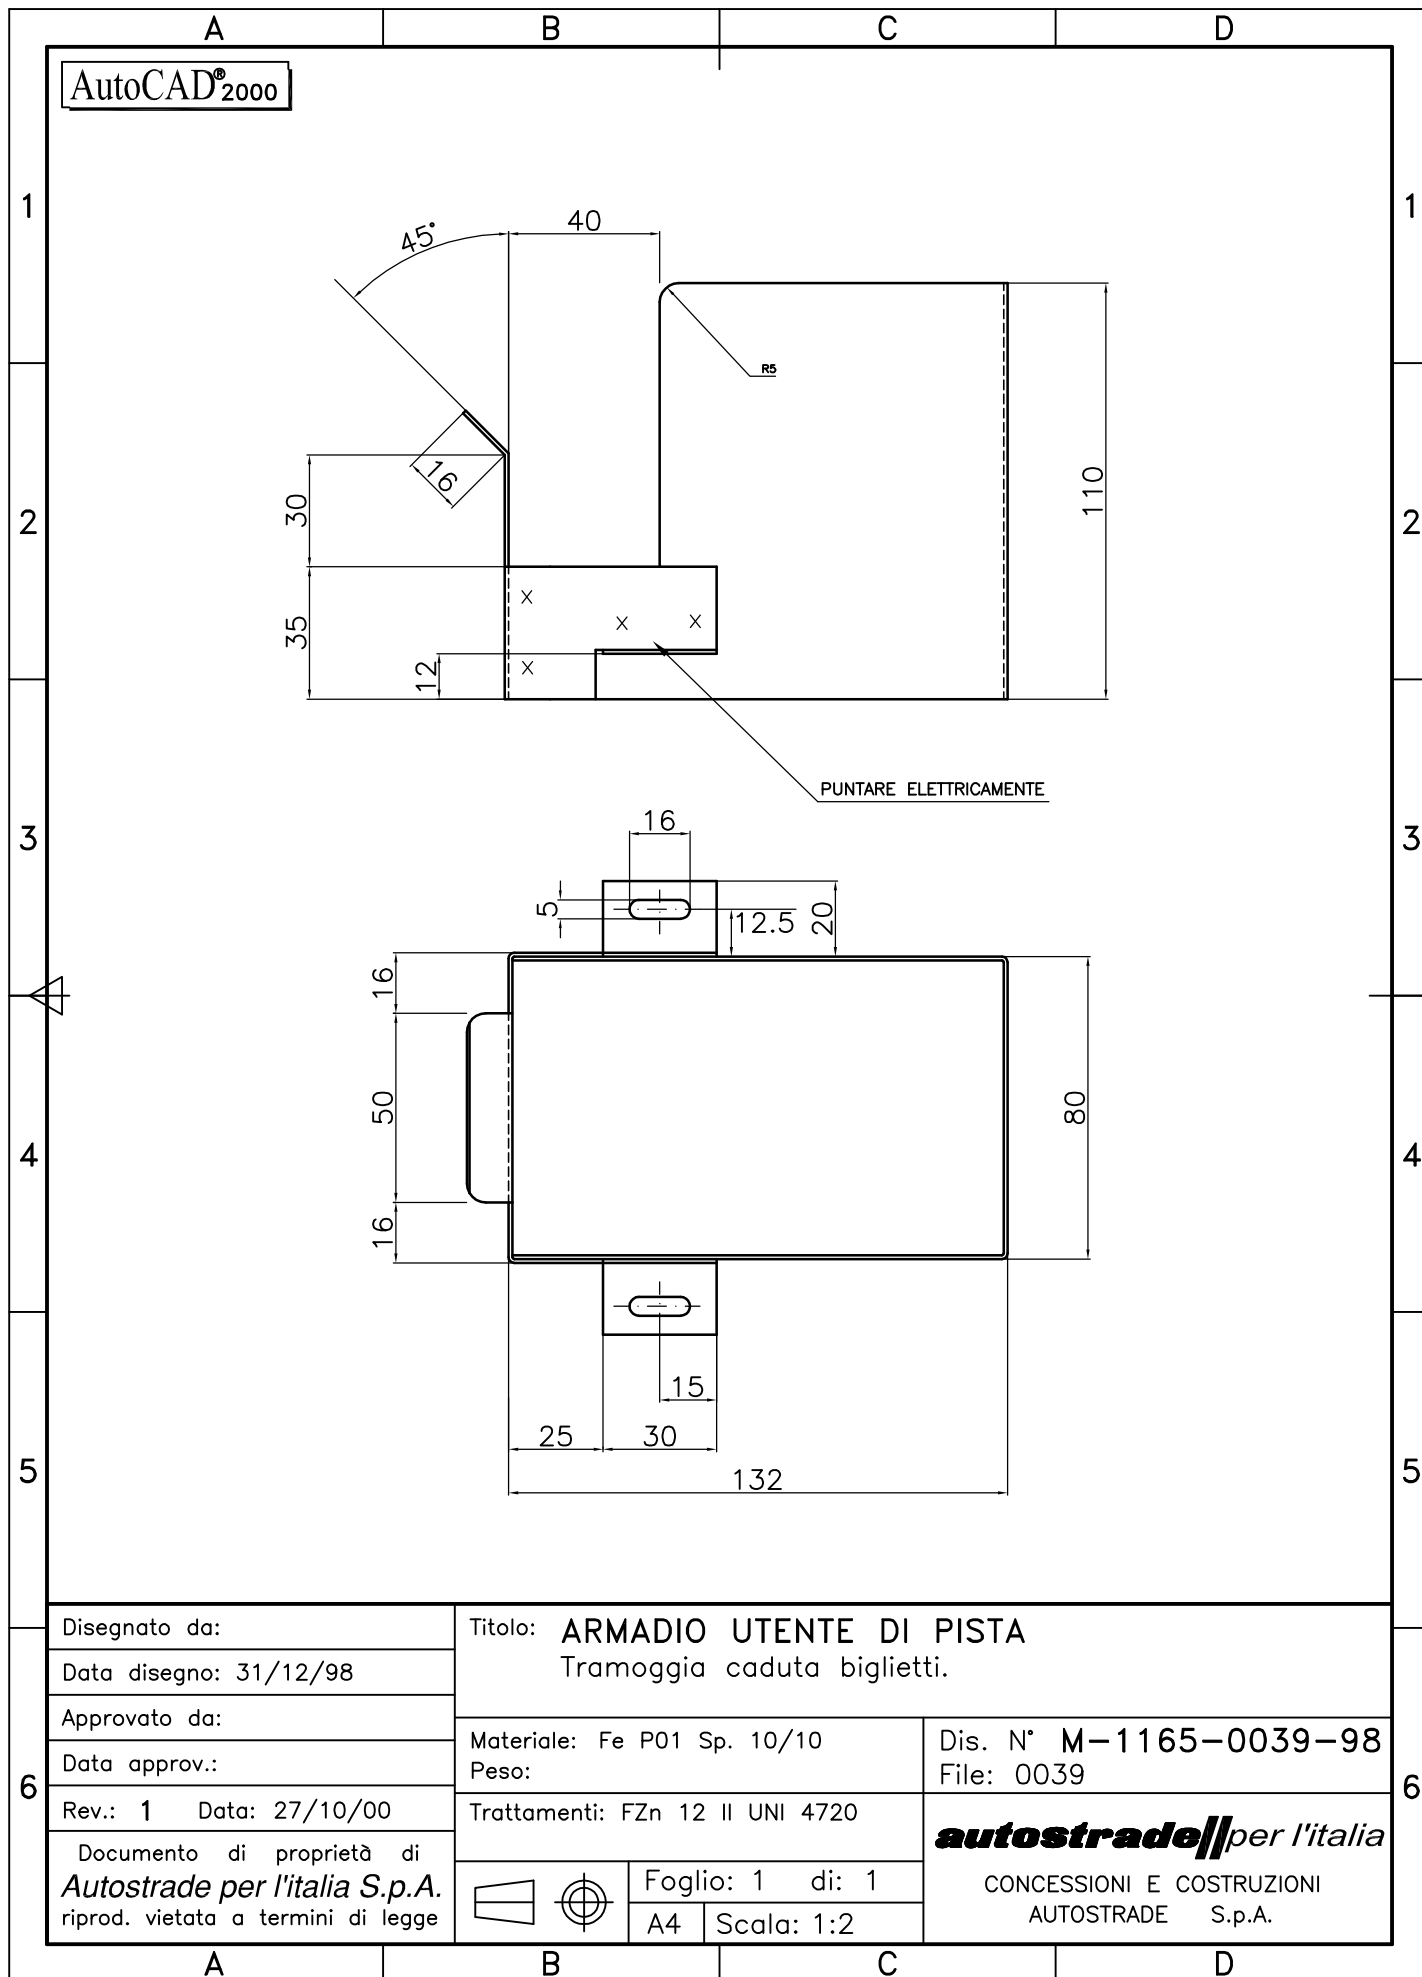 A B C D
AutoCAD® 2000
1 1
45° 40
R5
16
30 110
2 2
35
12
PUNTARE ELETTRICAMENTE
3 3
16
5 12.5 20
16
50 80
4 4
16
15
25 30
5 5
132
Disegnato da:
Data disegno: 31/12/98
Approvato da:
Data approv.:
Rev.: 1 Data: 27/10/00
Documento di proprietà di
Autostrade per l'italia S.p.A.
riprod. vietata a termini di legge
Titolo: ARMADIO UTENTE DI PISTA
Tramoggia caduta biglietti.
Materiale: Fe P01 Sp. 10/10
Peso:
Trattamenti: FZn 12 II UNI 4720
Foglio: 1 di: 1
A4 Scala: 1:2
Dis. N° M-1165-0039-98
File: 0039
autostrade per l'italia
CONCESSIONI E COSTRUZIONI
AUTOSTRADE S.p.A.
6 6
A B C D